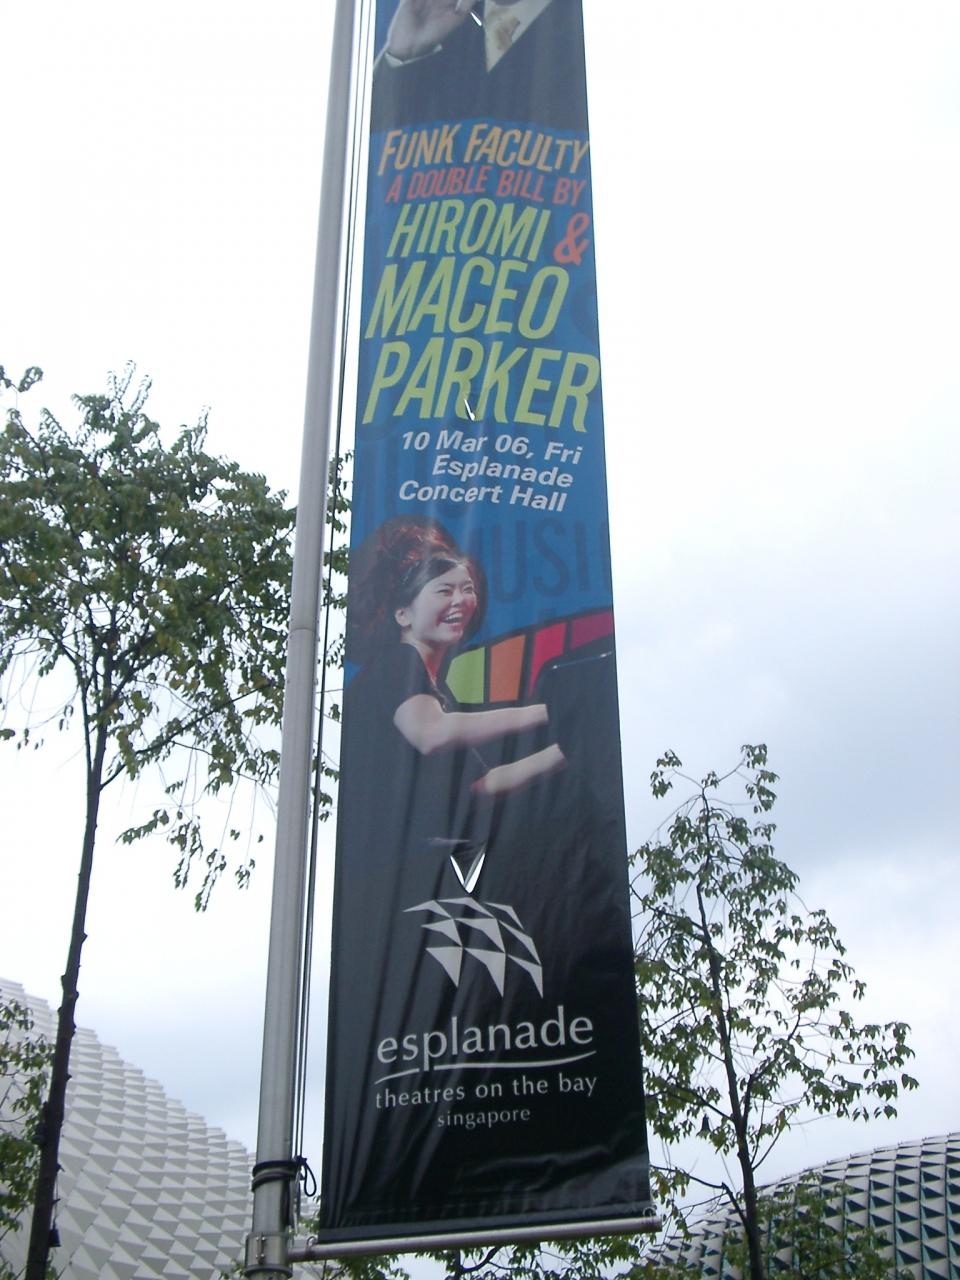 FUNK FACULTY
A DOUBLE BILL BY
HIROMI &
MACEO
PARKER
10 Mar 06, Fri
Esplanade
Concert Hall
MUSIC
esplanade
theatres on the bay
singapore